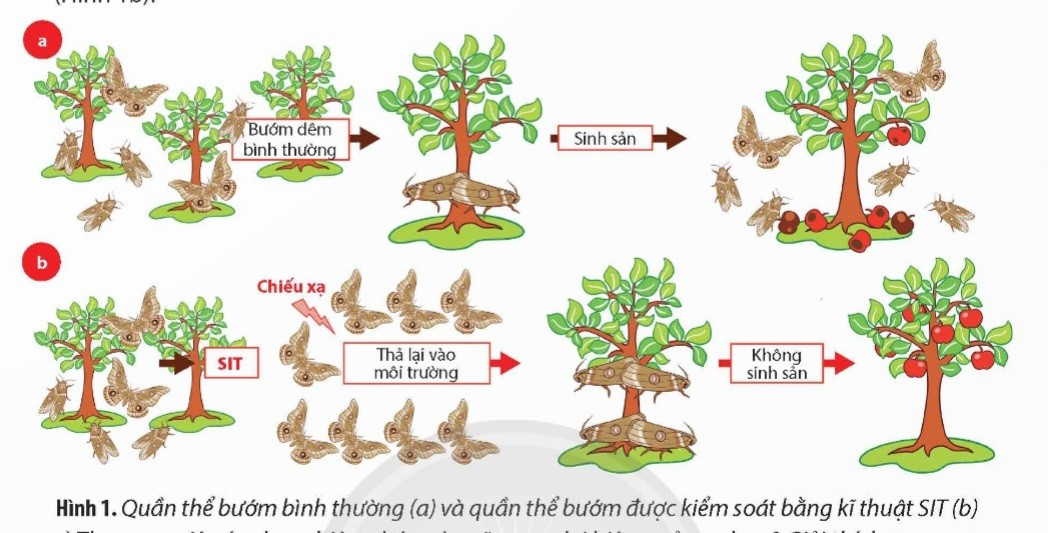 a
Bướm đêm
bình thường
Sinh sản
b
Chiếu xạ
SIT
Thả lại vào
môi trường
Không
sinh sản
Hình 1. Quần thể bướm bình thường (a) và quần thể bướm được kiểm soát bằng kĩ thuật SIT (b)